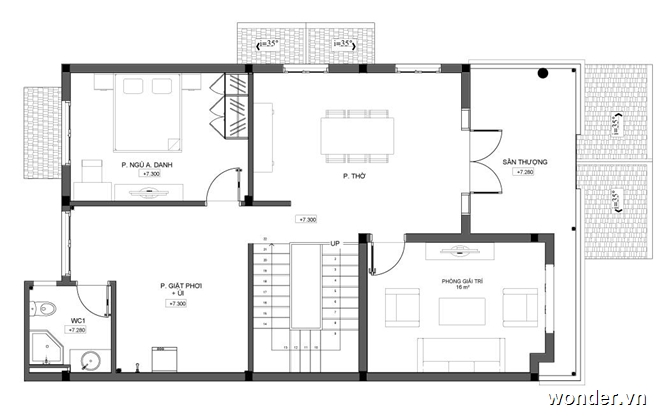 i=35°
i=35°
P. NGỦ A. DANH
+7.300
P. THỜ
SÂN THƯỢNG
+7.280
i=35°
i=35°
+7.300
UP
P. GIẶT PHƠI
+ ỦI
+7.300
PHÒNG GIẢI TRÍ
16 m²
WC1
+7.280
wonder.vn